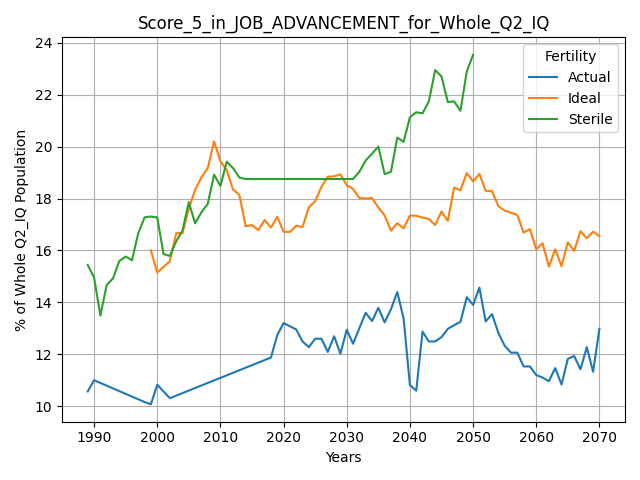 Score_5_in_JOB_ADVANCEMENT_for_Whole_Q2_IQ
Fertility
Actual
Ideal
Sterile
% of Whole Q2_IQ Population
24
22
20
18
16
14
12
10
1990 2000 2010 2020 2030 2040 2050 2060 2070
Years